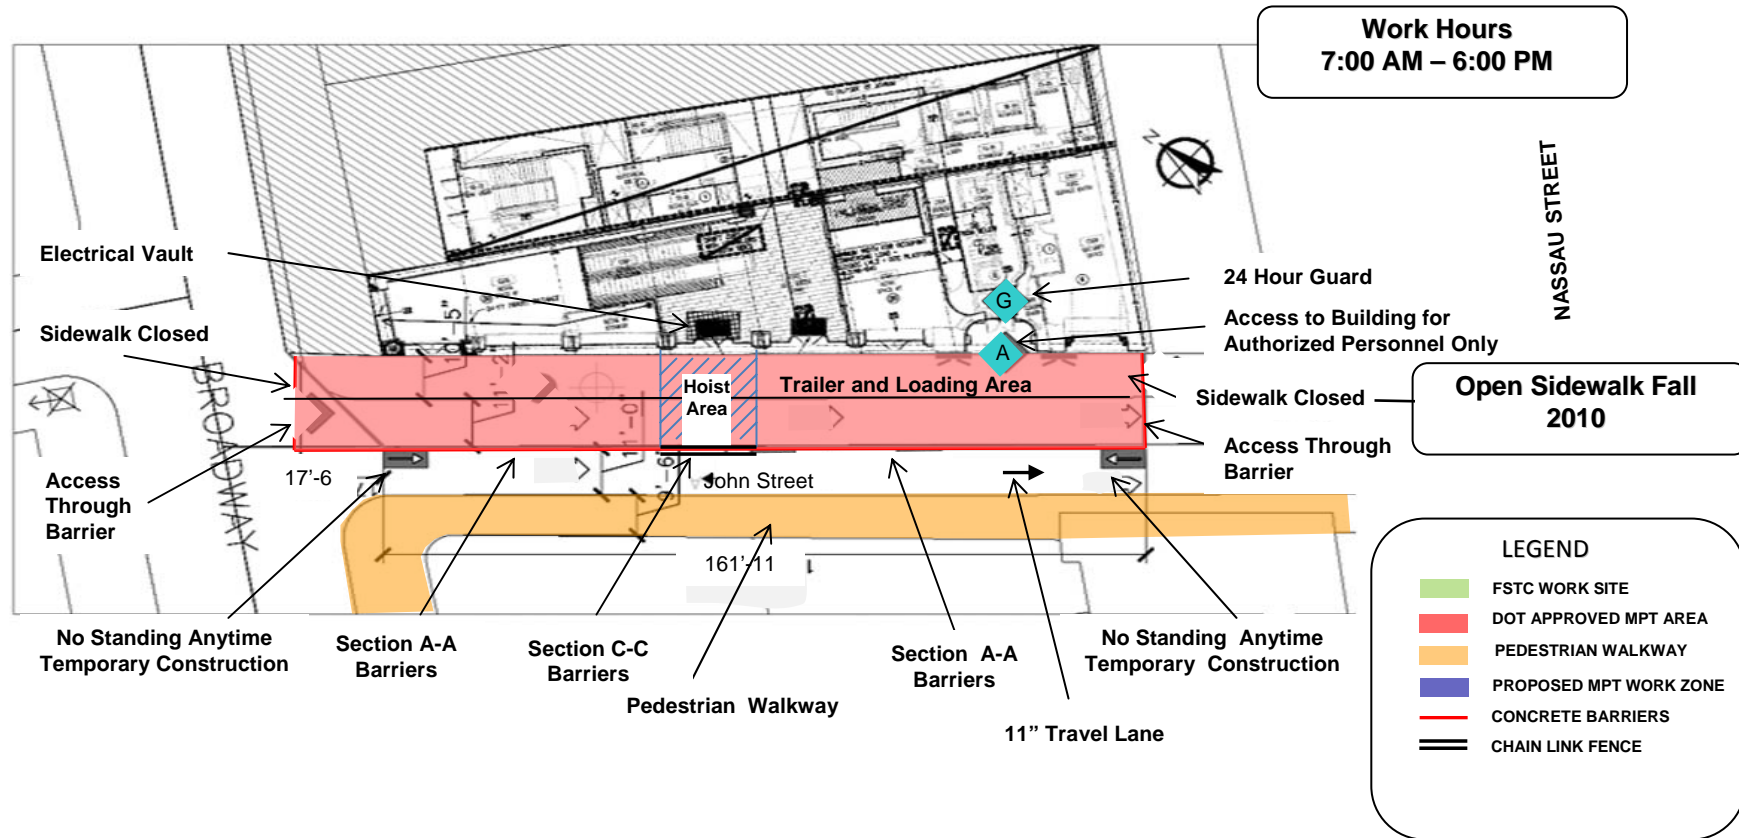 Work Hours
7:00 AM – 6:00 PM
NASSAU STREET
N
Electrical Vault
24 Hour Guard
G
Access to Building for
Authorized Personnel Only
A
Sidewalk Closed
BROADWAY
Hoist
Area
Trailer and Loading Area
Sidewalk Closed
Open Sidewalk Fall
2010
Access Through
Barrier
Access
Through
Barrier
17'-6
11'-0"
9'-6
John Street
161'-11
No Standing Anytime
Temporary Construction
Section A-A
Barriers
Section C-C
Barriers
Pedestrian Walkway
Section A-A
Barriers
11” Travel Lane
No Standing Anytime
Temporary Construction
LEGEND
FSTC WORK SITE
DOT APPROVED MPT AREA
PEDESTRIAN WALKWAY
PROPOSED MPT WORK ZONE
CONCRETE BARRIERS
CHAIN LINK FENCE